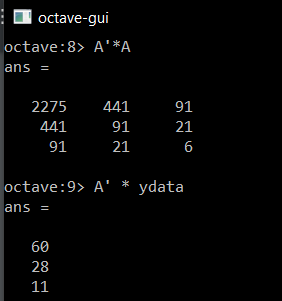 octave-gui
octave:8> A'*A
ans =
2275 441 91
441 91 21
91 21 6
octave:9> A' * ydata
ans =
60
28
11